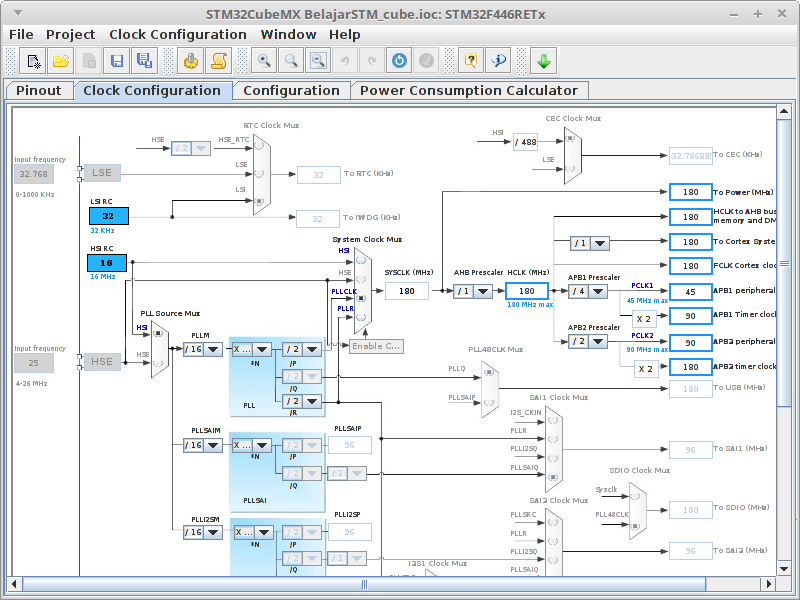 STM32CubeMX BelajarSTM_cube.ioc: STM32F446RETx
File Project Clock Configuration Window Help
Pinout Clock Configuration Configuration Power Consumption Calculator
RTC Clock Mux
CEC Clock Mux
HSE
/ 2
HSE_RTC
HSI
/ 488
Input frequency
32.768
0-1000 KHz
LSE
LSE
32
To RTC (KHz)
LSE
To CEC (KHz)
LSI
LSI RC
32
32 KHz
32
To IWDG (KHz)
180
To Power (MHz)
180
HCLK to AHB bus
memory and DM
/ 1
180
To Cortex Syste
180
FCLK Cortex cloc
System Clock Mux
HSI RC
16
16 MHz
HSI
HSE
PLLCLK
PLLR
SYSCLK (MHz)
180
AHB Prescaler
/ 1
HCLK (MHz)
180
180 MHz max
APB1 Prescaler
/ 4
PCLK1
45 MHz max
45
APB1 peripheral
X 2
90
APB1 Timer cloc
APB2 Prescaler
/ 2
PCLK2
90 MHz max
90
APB2 peripheral
X 2
180
APB2 timer cloc
Enable C...
PLL Source Mux
HSI
HSE
Input frequency
25
4-26 MHz
HSE
PLLM
/ 16
X ...
*N
/ 2
/P
/ 2
/Q
/ 2
/R
PLL
PLL48CLK Mux
PLLQ
PLLSAIP
180
To USB (MHz)
PLLSAIM
/ 16
X ...
*N
/ 2
/P
PLLSAIP
96
/ 2
/Q
/ 1
PLLSAI
SAI1 Clock Mux
I2S_CKIN
PLLR
PLLI2SQ
PLLSAIQ
96
To SAI1 (MHz)
SDIO Clock Mux
Sysclk
PLL48CLK
180
To SDIO (MHz)
PLLI2SM
/ 16
X ...
*N
/ 2
/P
PLLI2SP
96
/ 2
/Q
/ 1
SAI2 Clock Mux
PLLSRC
PLLR
PLLI2SQ
PLLSAIQ
96
To SAI2 (MHz)
I2S1 Clock Mux